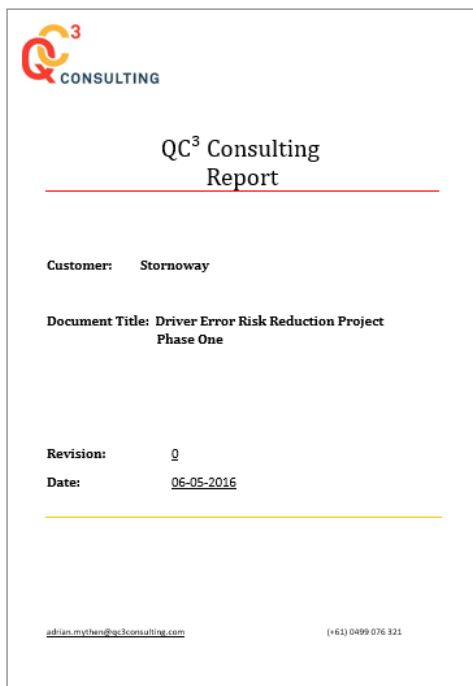 QC³
CONSULTING
QC³ Consulting
Report
Customer: Stornoway
Document Title: Driver Error Risk Reduction Project
Phase One
Revision: 0
Date: 06-05-2016
adrian.mythen@qc3consulting.com (+61) 0499 076 321